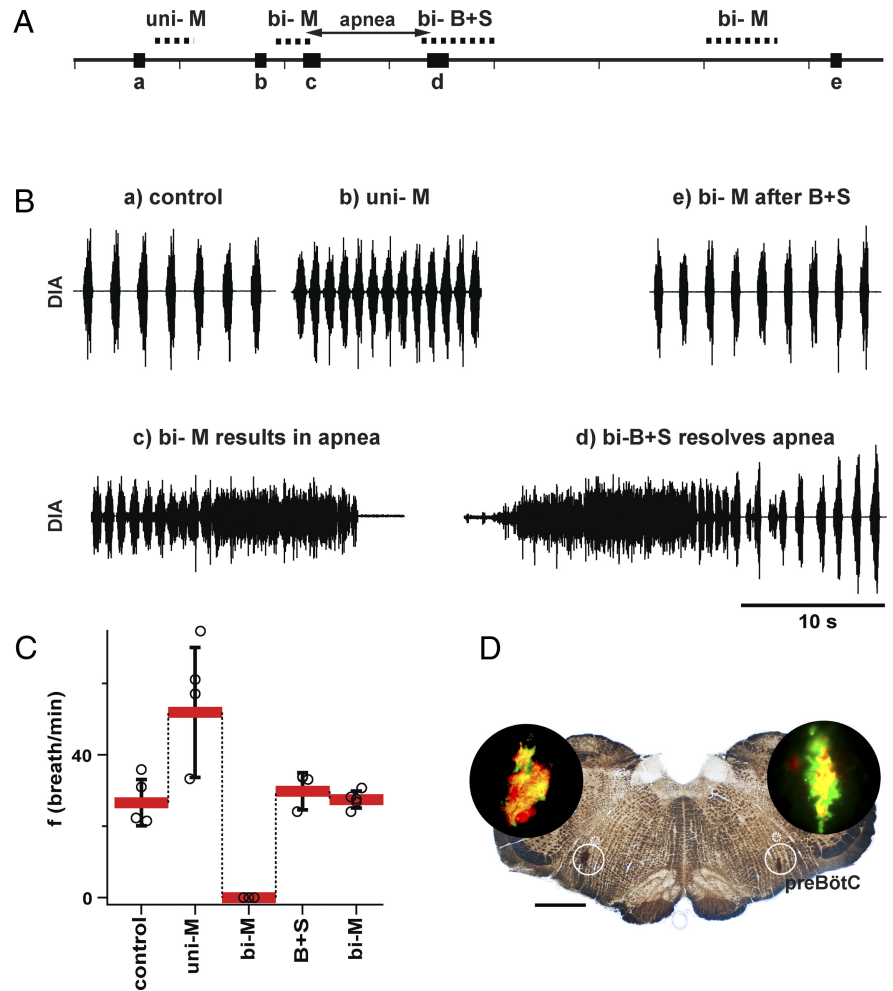 A
uni- M
bi- M
apnea
bi- B+S
bi- M
a
b
c
d
e
B
a) control
b) uni- M
e) bi- M after B+S
DIA
c) bi- M results in apnea
d) bi-B+S resolves apnea
DIA
10 s
C
f (breath/min)
40
0
control
uni-M
bi-M
B+S
bi-M
D
preBötC